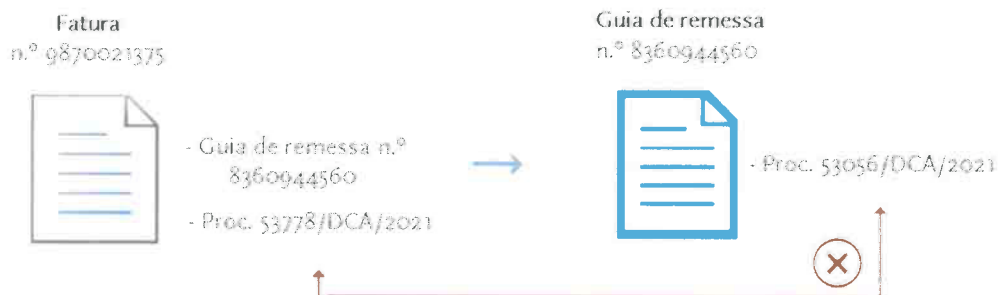 Fatura
n.º 9870021375
- Guia de remessa n.º
8360944560
- Proc. 53778/DCA/2021
Guia de remessa
n.º 8360944560
- Proc. 53056/DCA/2021